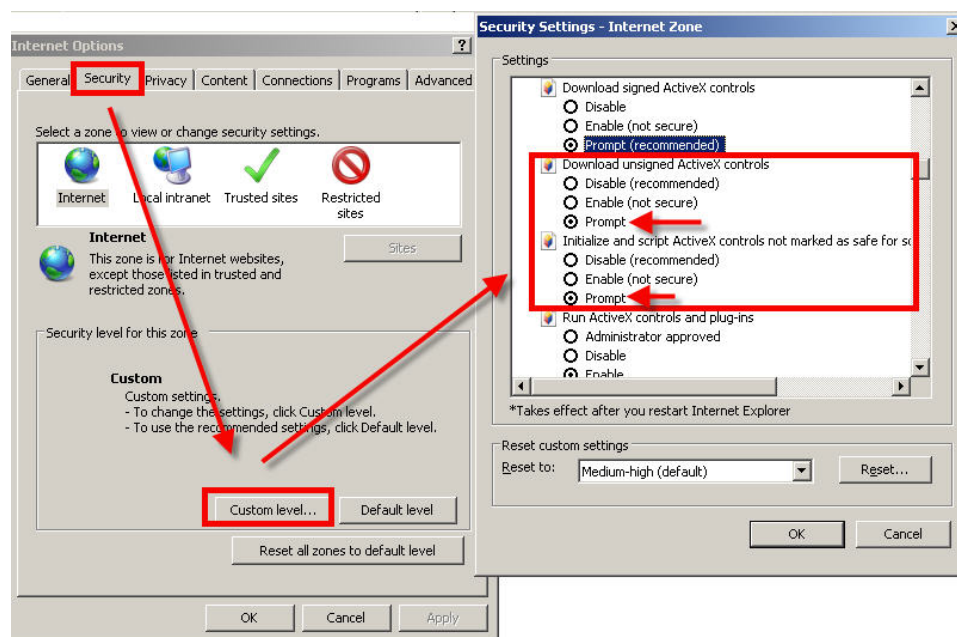 Internet Options
?
General
Security
Privacy
Content
Connections
Programs
Advanced
Select a zone to view or change security settings.
Internet
Local intranet
Trusted sites
Restricted
sites
Internet
This zone is for Internet websites,
except those listed in trusted and
restricted zones.
Sites
Security level for this zone
Custom
Custom settings.
- To change the settings, click Custom level.
- To use the recommended settings, click Default level.
Custom level...
Default level
Reset all zones to default level
OK
Cancel
Apply
Security Settings - Internet Zone
Settings
Download signed ActiveX controls
Disable
Enable (not secure)
Prompt (recommended)
Download unsigned ActiveX controls
Disable (recommended)
Enable (not secure)
Prompt
Initialize and script ActiveX controls not marked as safe for sc
Disable (recommended)
Enable (not secure)
Prompt
Run ActiveX controls and plug-ins
Administrator approved
Disable
Enable
*Takes effect after you restart Internet Explorer
Reset custom settings
Reset to:
Medium-high (default)
Reset...
OK
Cancel